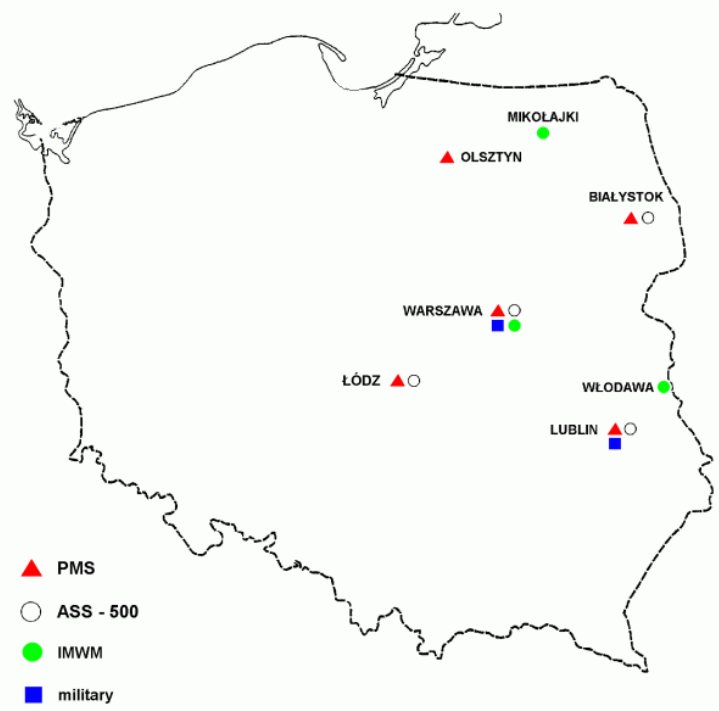 MIKOŁAJKI
OLSZTYN
BIAŁYSTOK
WARSZAWA
ŁÓDZ
WŁODAWA
LUBLIN
PMS
ASS - 500
IMWM
military